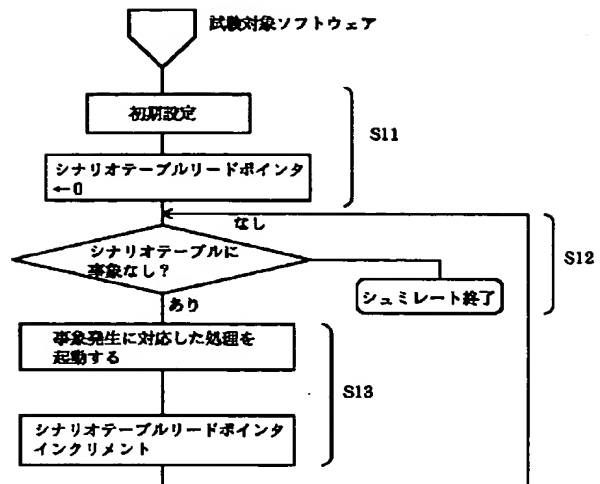 試験対象ソフトウェア
初期設定
S11
シナリオテーブルリードポインタ
←0
なし
シナリオテーブルに
事象なし?
S12
シュミレート終了
あり
事象発生に対応した処理を
起動する
S13
シナリオテーブルリードポインタ
インクリメント